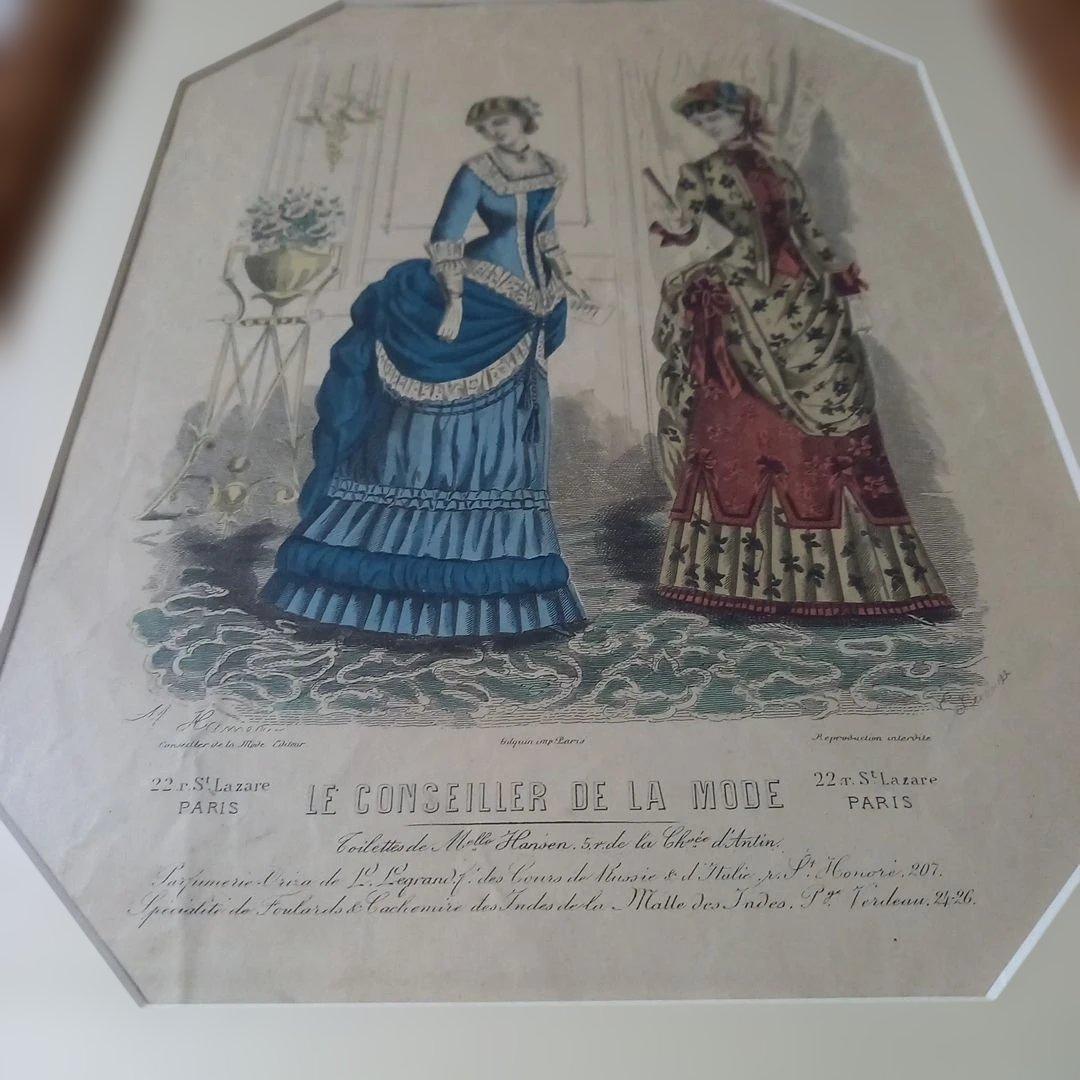 Conseiller de la Mode Editeur
Gilquin imp. Paris
Reproduction interdite
22. r. St Lazare PARIS
LE CONSEILLER DE LA MODE
22. r. St Lazare PARIS
Toilettes de Melle Hansen. 5, r. de la Chsée d'Antin.
Parfumerie Oriza de L. Legrand, f. des Cours de Russie & d'Italie, r. St Honoré, 207.
Spécialité de Foulards & Cachemire des Indes de la Malle des Indes. Pge Verdeau. 24-26.